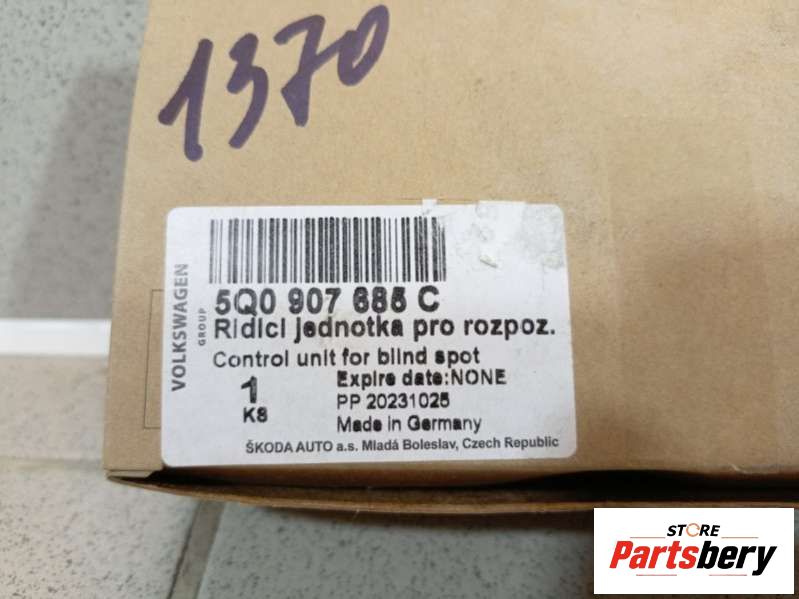 1370
VOLKSWAGEN
GROUP
5Q0 907 686 C
Ridici jednotka pro rozpoz.
Control unit for blind spot
1
KS
Expire date:NONE
PP 20231025
Made in Germany
ŠKODA AUTO a.s. Mladá Boleslav, Czech Republic
STORE
Partsbery